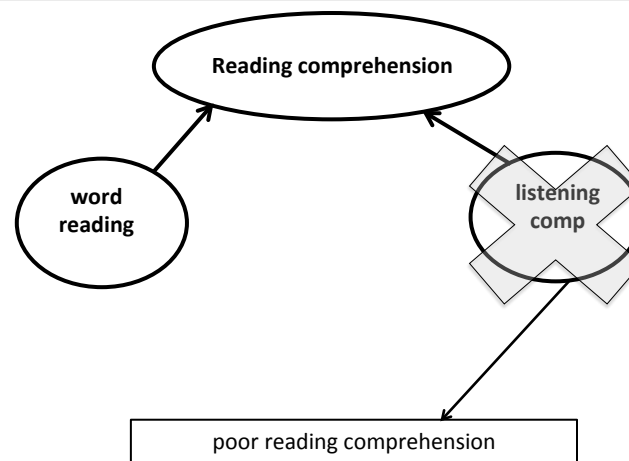 Reading comprehension
word
reading
listening
comp
poor reading comprehension